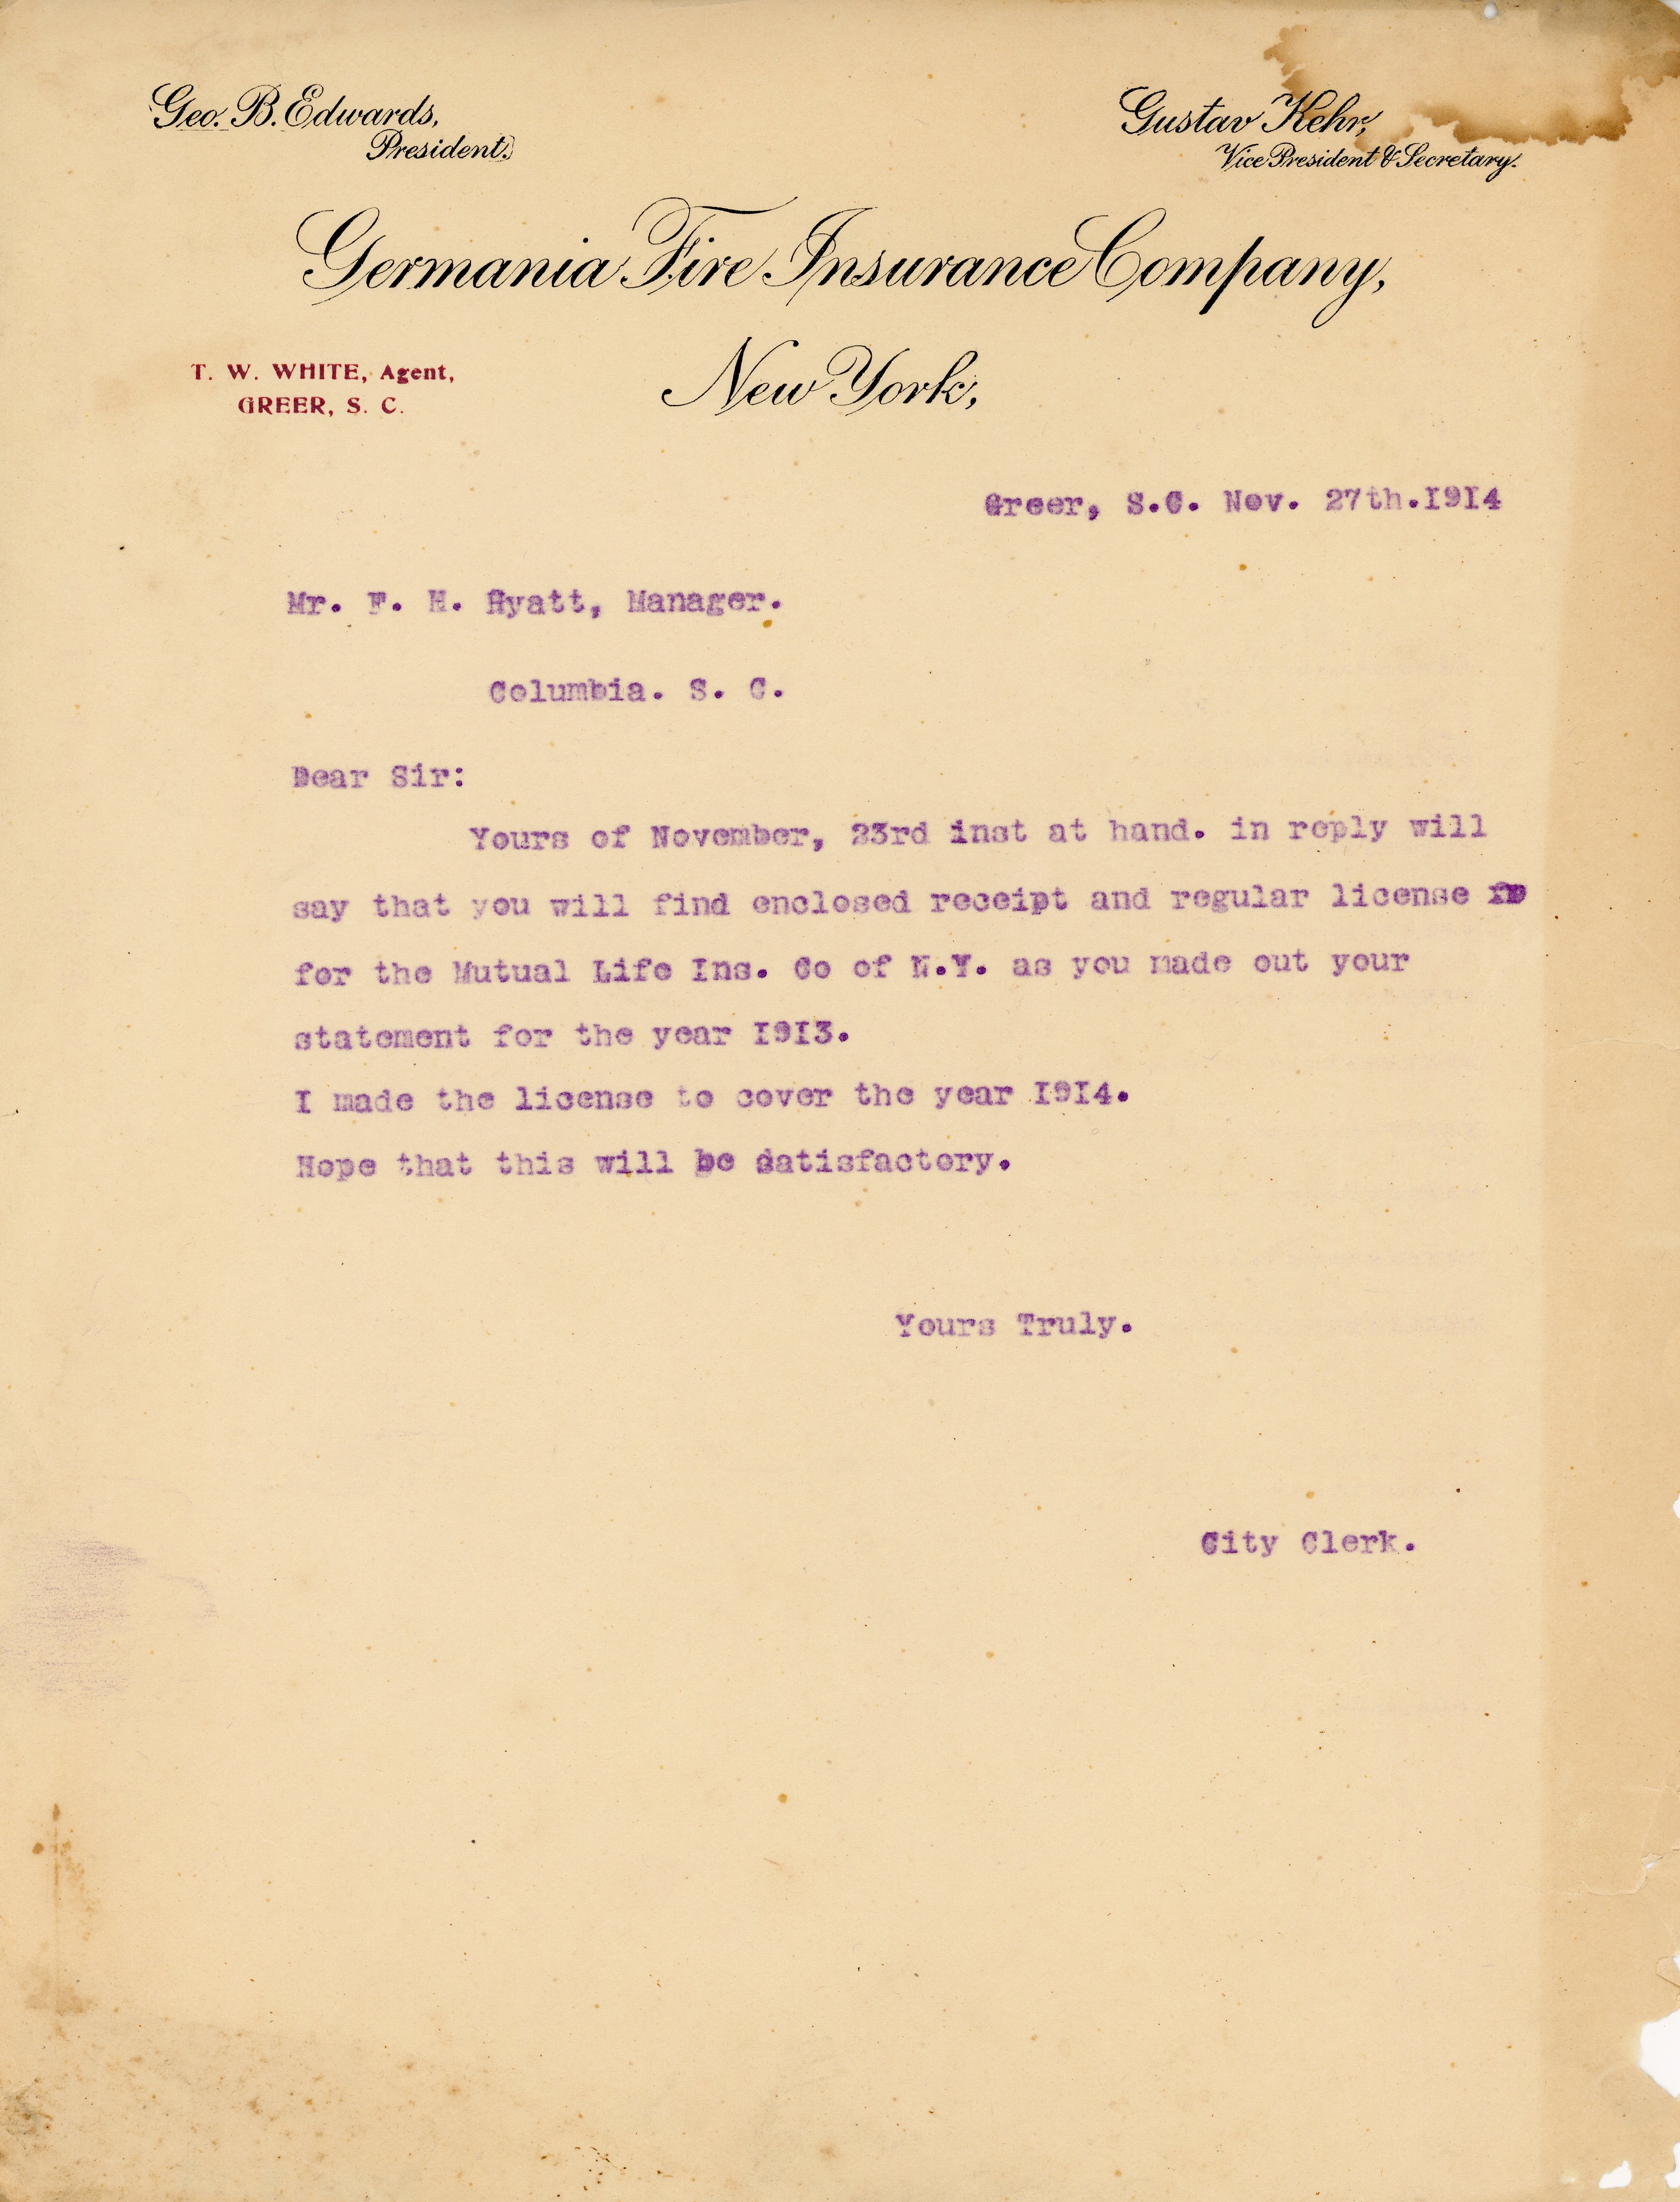 Geo. B. Edwards,
President.
Gustav Kehr,
Vice President & Secretary.
Germania Fire Insurance Company,
New York,
T. W. WHITE, Agent,
GREER, S. C.
Greer, S.C. Nov. 27th.I9I4
Mr. F. H. Hyatt, Manager.
Columbia. S. C.
Dear Sir:
Yours of November, 23rd inst at hand. in reply will
say that you will find enclosed receipt and regular license
for the Mutual Life Ins. Co of N.Y. as you made out your
statement for the year I9I3.
I made the license to cover the year I9I4.
Hope that this will be satisfactory.
Yours Truly.
City Clerk.